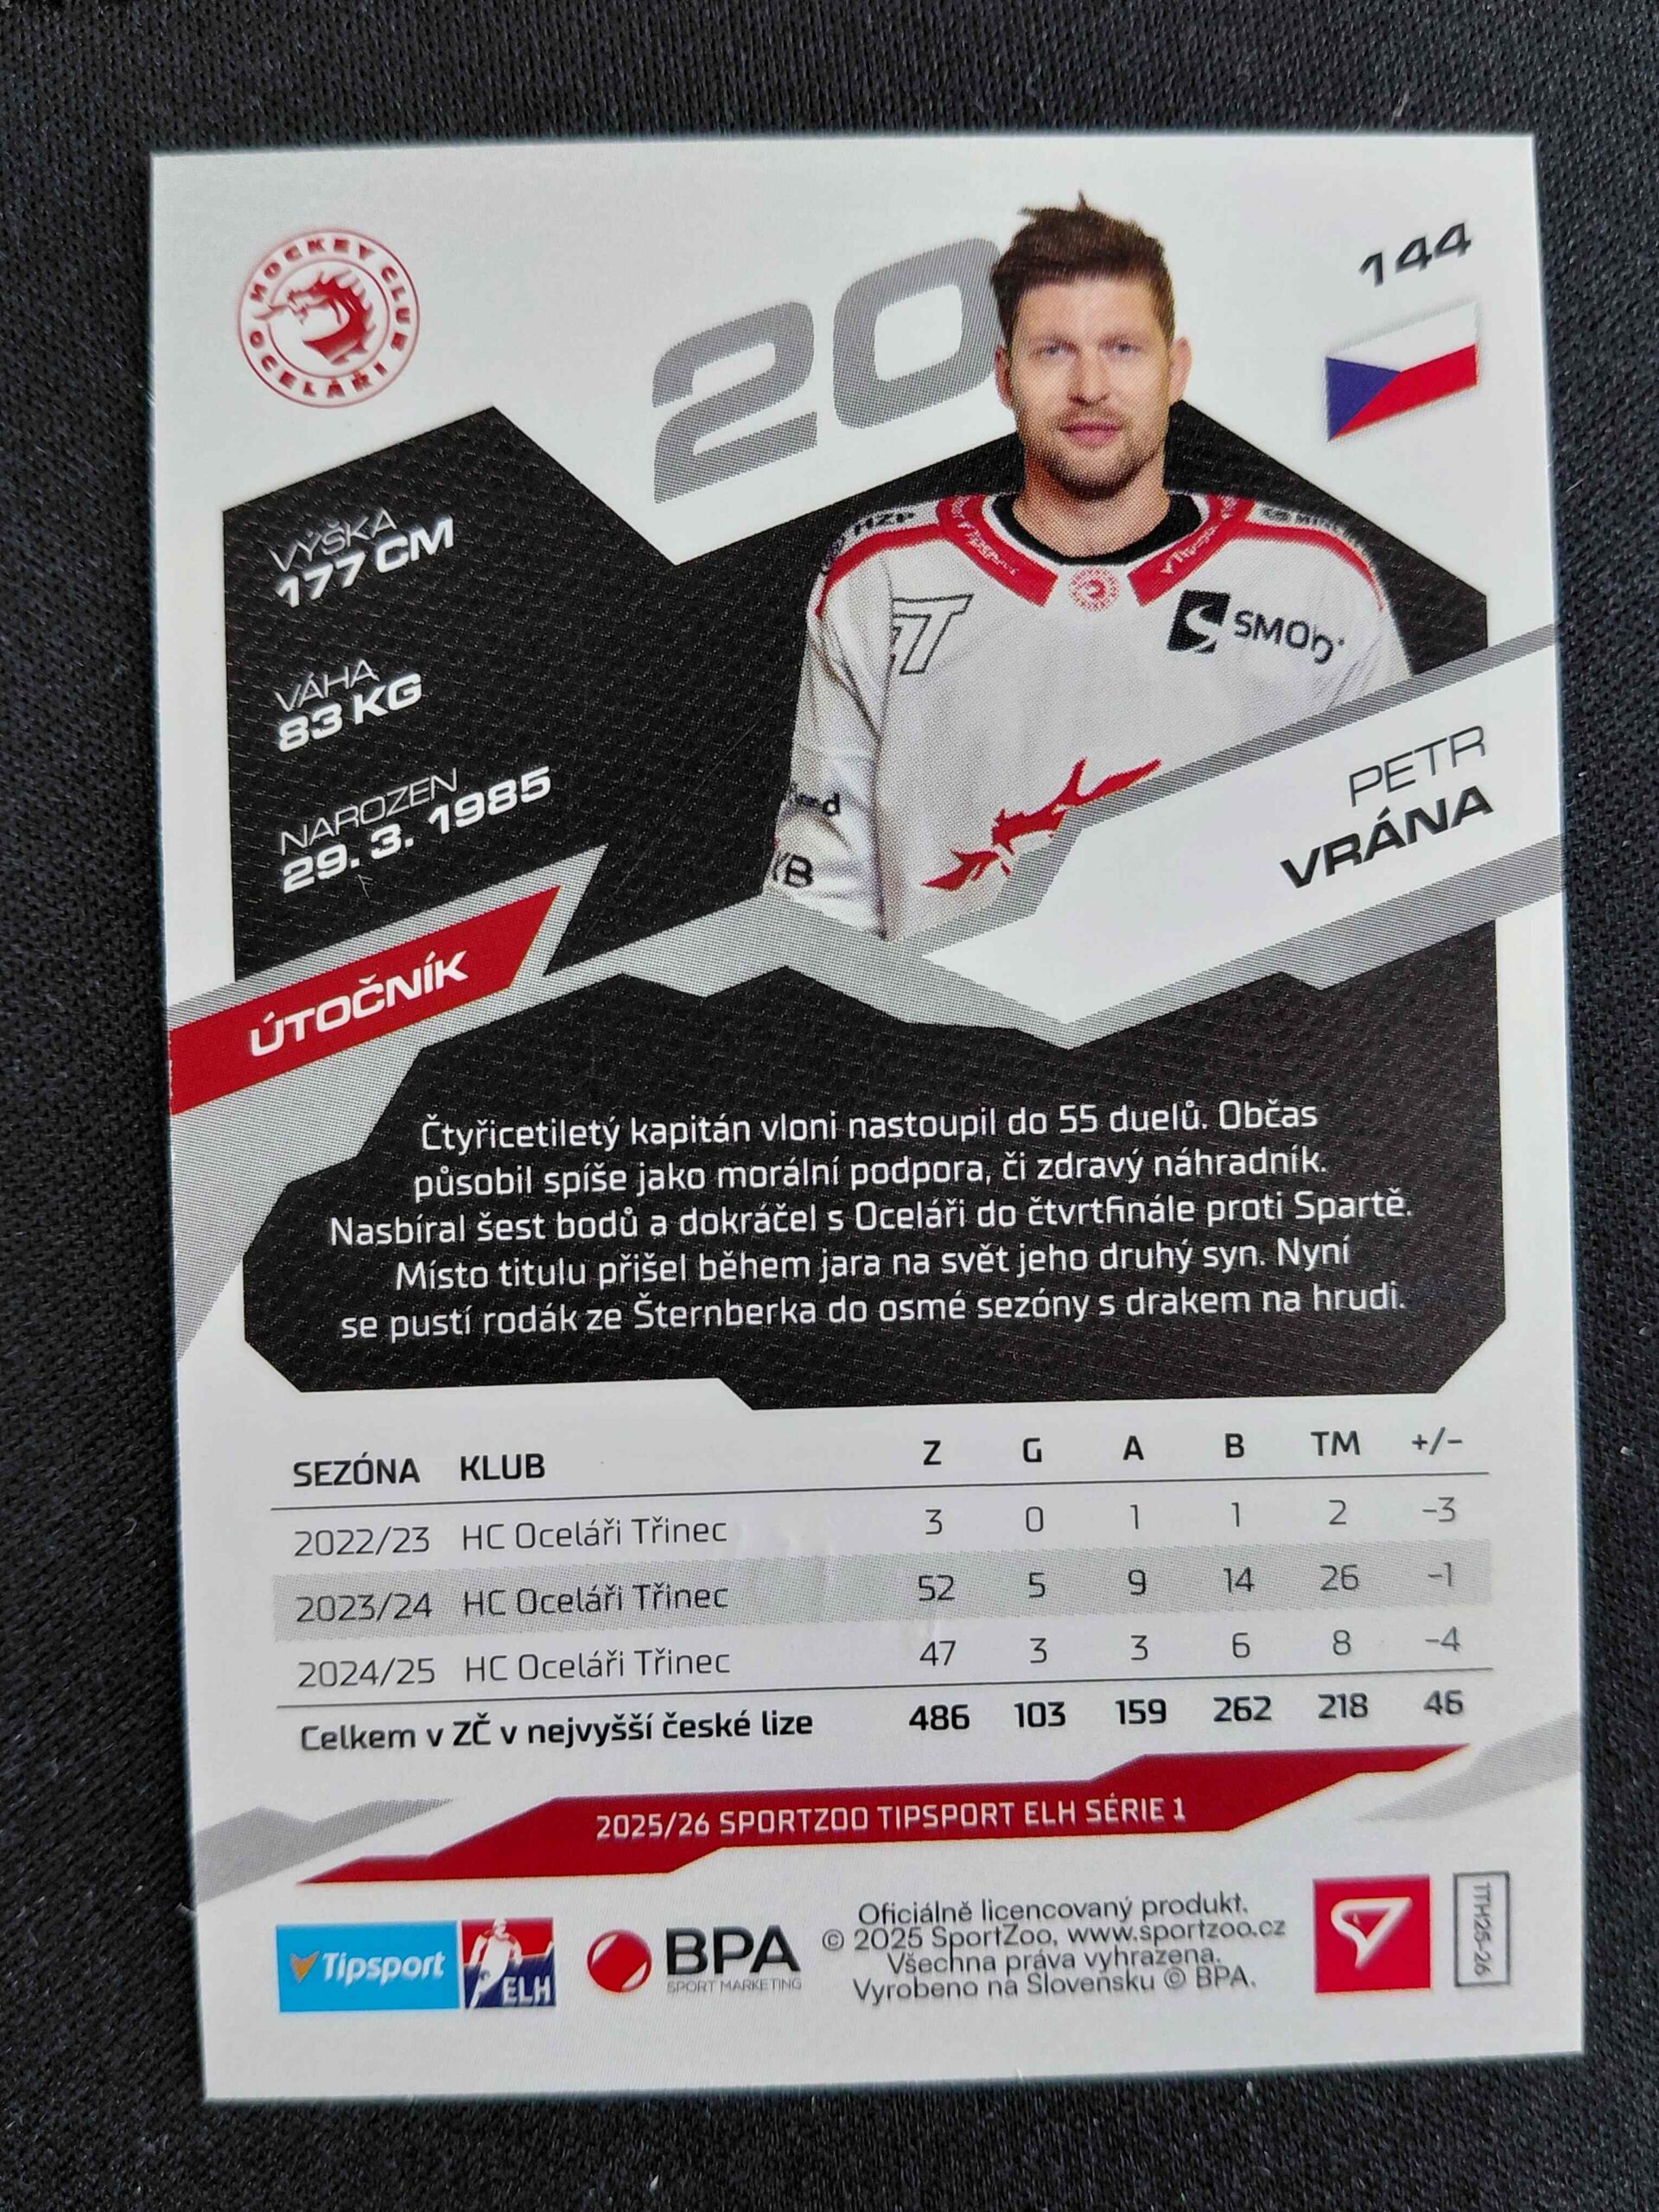 HOCKEY CLUB
OCELÁŘI
20
144
VÝŠKA
177 CM
VÁHA
83 KG
NAROZEN
29. 3. 1985
HZP
Tipsport
Tipsport
SMO
YB
PETR
VRÁNA
ÚTOČNÍK
Čtyřicetiletý kapitán vloni nastoupil do 55 duelů. Občas
působil spíše jako morální podpora, či zdravý náhradník.
Nasbíral šest bodů a dokráčel s Oceláři do čtvrtfinále proti Spartě.
Místo titulu přišel během jara na svět jeho druhý syn. Nyní
se pustí rodák ze Šternberka do osmé sezóny s drakem na hrudi.
SEZÓNA KLUB Z G A B TM +/-
2022/23 HC Oceláři Třinec 3 0 1 1 2 -3
2023/24 HC Oceláři Třinec 52 5 9 14 26 -1
2024/25 HC Oceláři Třinec 47 3 3 6 8 -4
Celkem v ZČ v nejvyšší české lize 486 103 159 262 218 46
2025/26 SPORTZOO TIPSPORT ELH SÉRIE 1
Tipsport
ELH
BPA
SPORT MARKETING
Oficiálně licencovaný produkt.
© 2025 SportZoo, www.sportzoo.cz
Všechna práva vyhrazena.
Vyrobeno na Slovensku © BPA.
TTH25-26